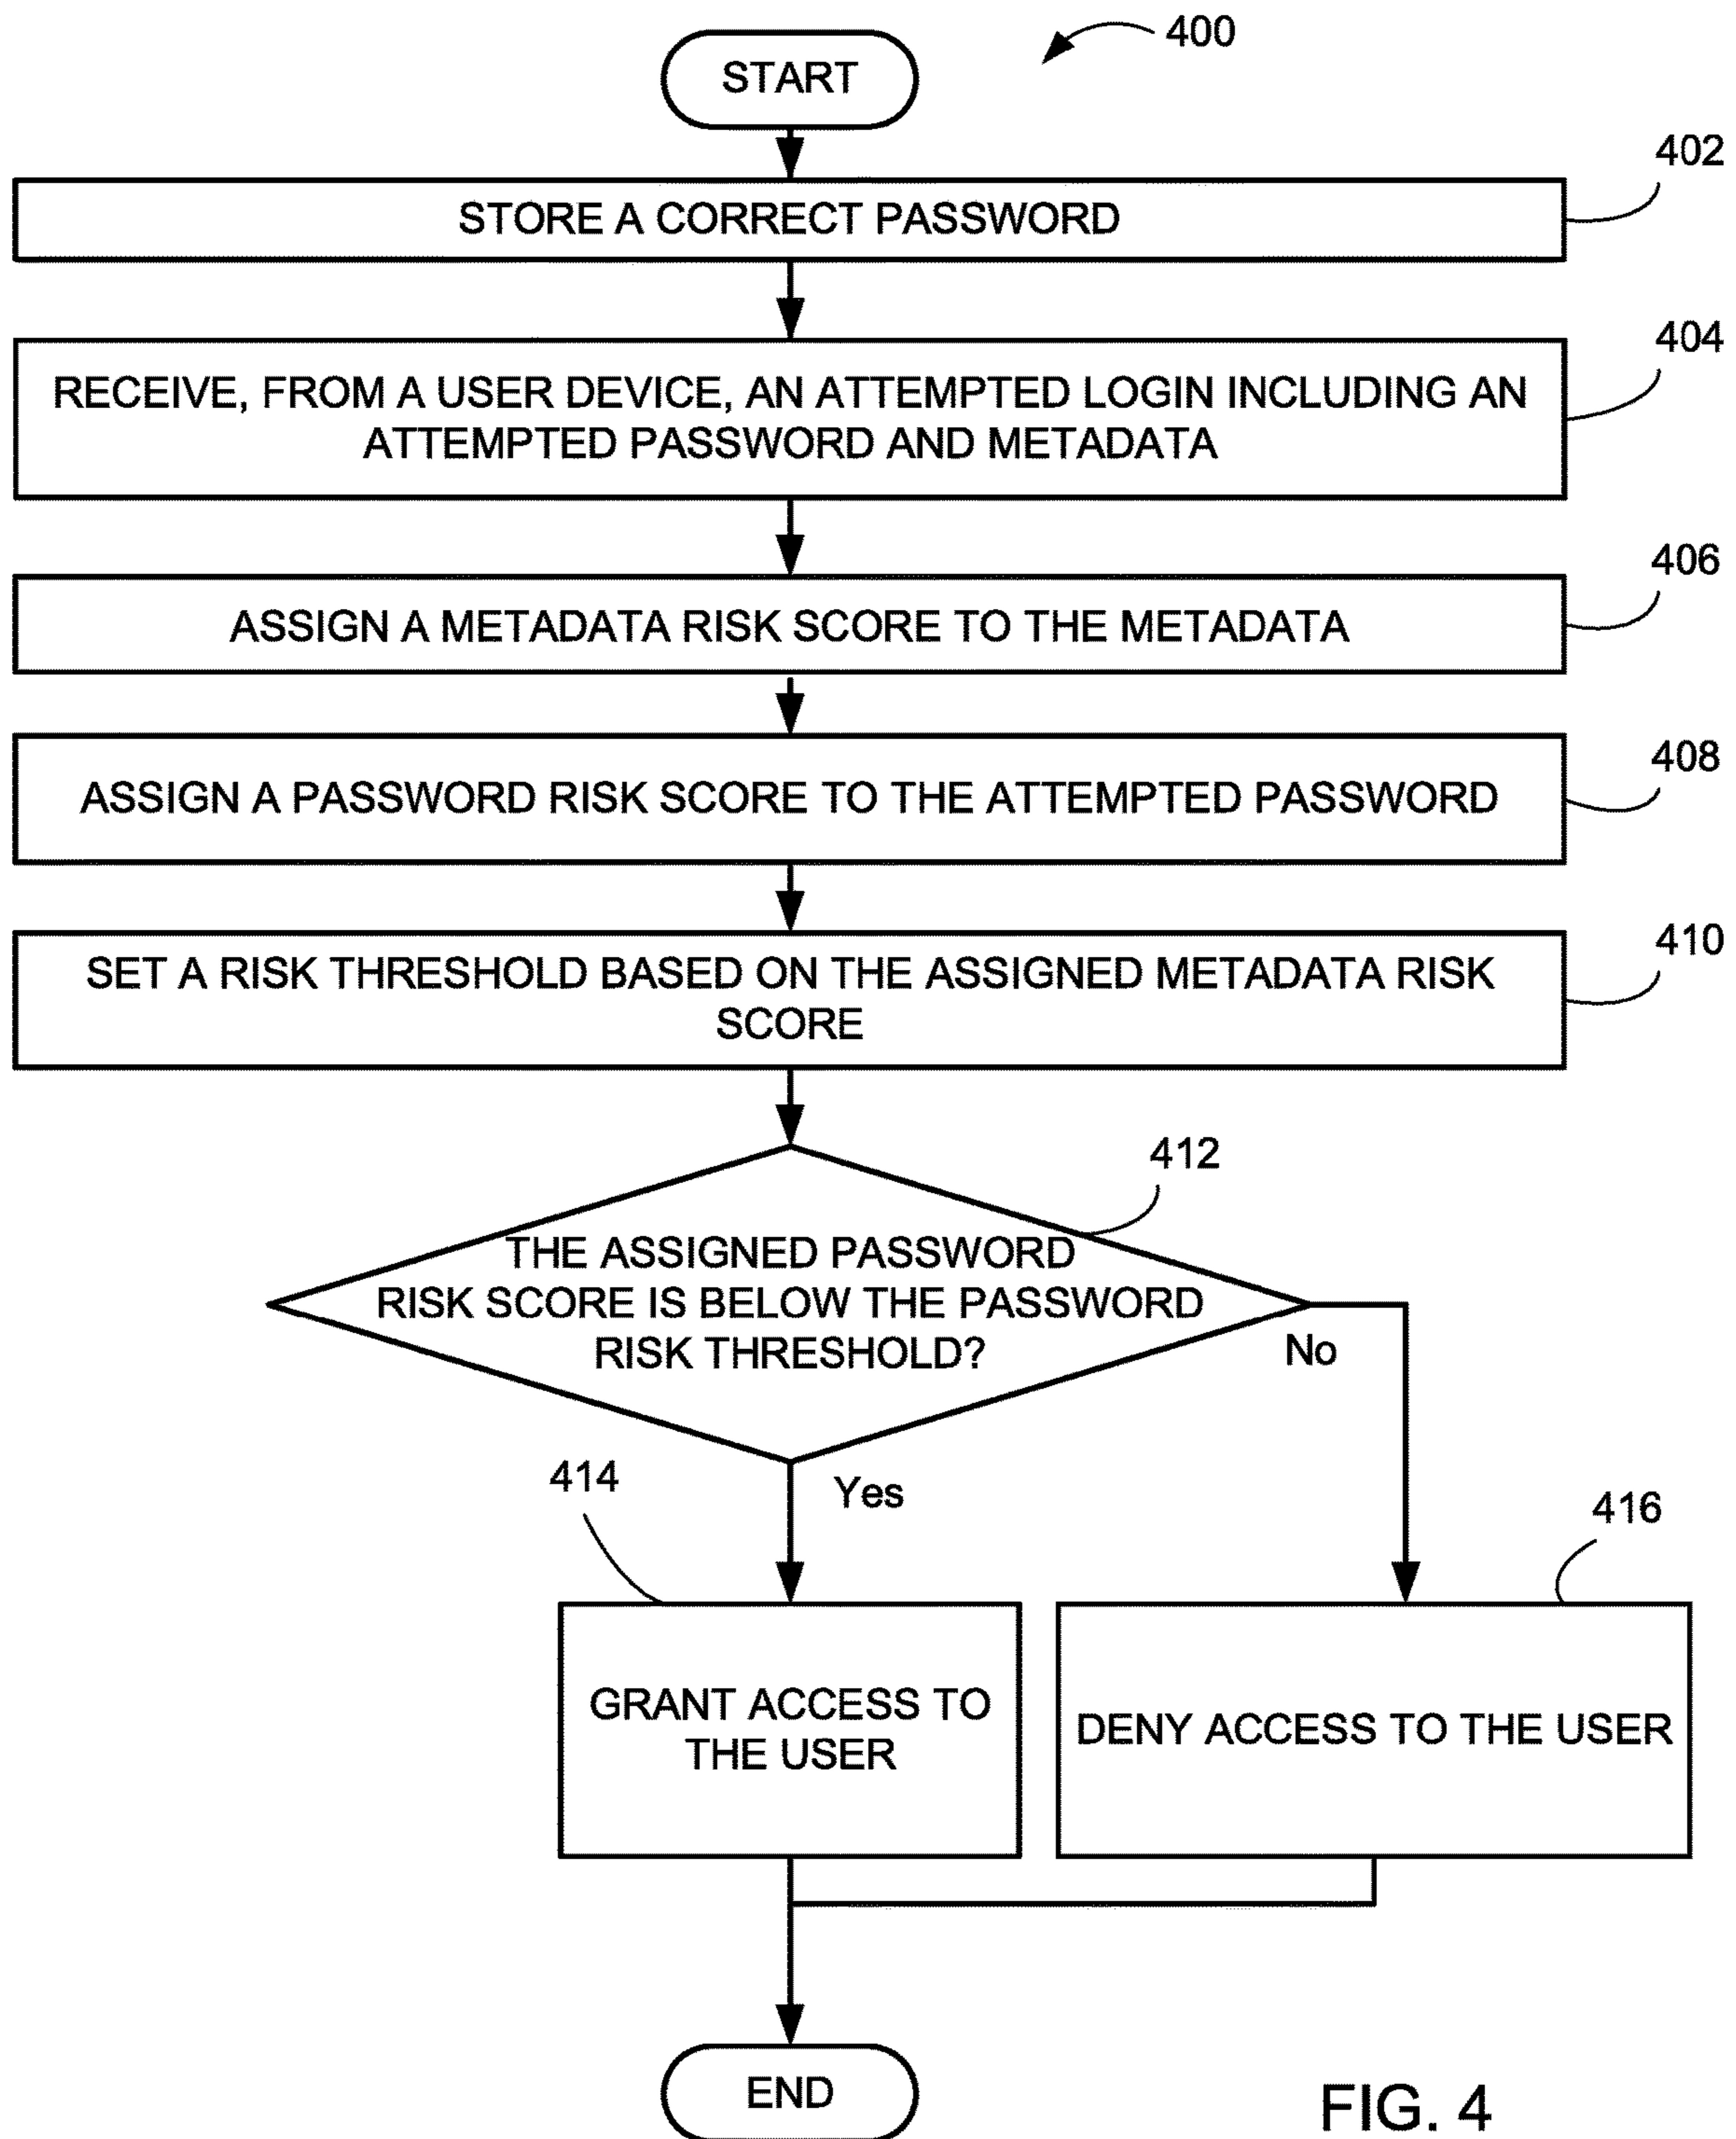 400
START
402
STORE A CORRECT PASSWORD
404
RECEIVE, FROM A USER DEVICE, AN ATTEMPTED LOGIN INCLUDING AN
ATTEMPTED PASSWORD AND METADATA
406
ASSIGN A METADATA RISK SCORE TO THE METADATA
408
ASSIGN A PASSWORD RISK SCORE TO THE ATTEMPTED PASSWORD
410
SET A RISK THRESHOLD BASED ON THE ASSIGNED METADATA RISK
SCORE
412
THE ASSIGNED PASSWORD
RISK SCORE IS BELOW THE PASSWORD
RISK THRESHOLD?
No
Yes
414
416
GRANT ACCESS TO
THE USER
DENY ACCESS TO THE USER
END
FIG. 4